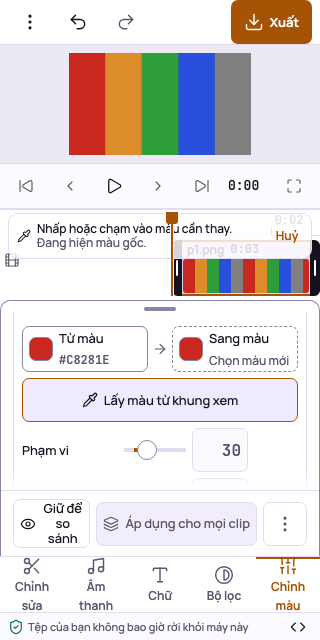 Xuất
0:00
Nhấp hoặc chạm vào màu cần thay.
Đang hiện màu gốc.
0:02
Huỷ
p1.png 0:03
Từ màu
#C8281E
Sang màu
Chọn màu mới
Lấy màu từ khung xem
Phạm vi
30
Giữ để
so
sánh
Áp dụng cho mọi clip
Chỉnh
sửa
Âm
thanh
Chữ
Bộ lọc
Chỉnh
màu
Tệp của bạn không bao giờ rời khỏi máy này